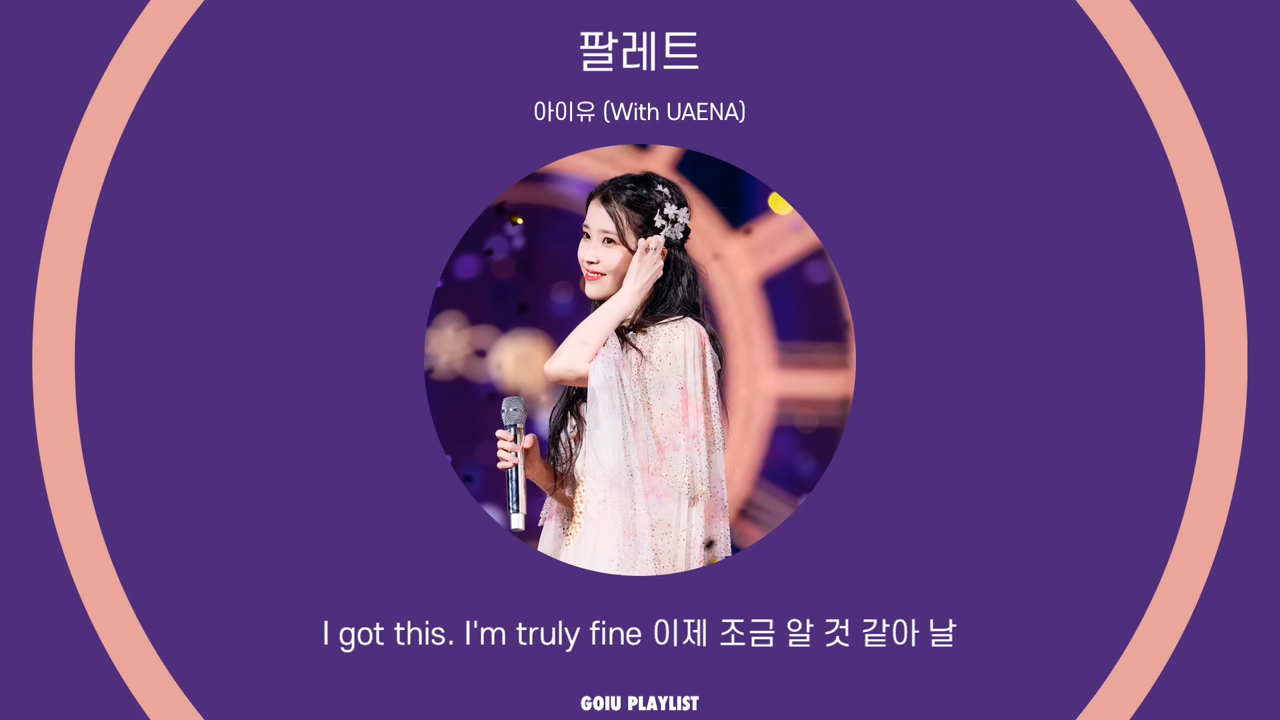 팔레트
아이유 (With UAENA)
I got this. I'm truly fine 이제 조금 알 것 같아 날
GOIU PLAYLIST